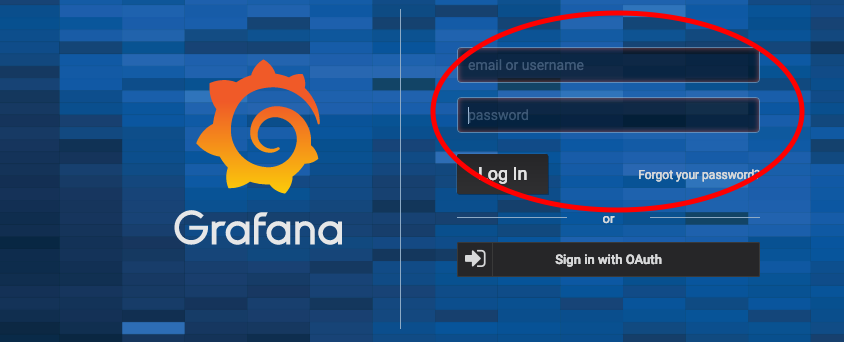 email or username
password
Log In
Forgot your password?
Grafana
or
Sign in with OAuth